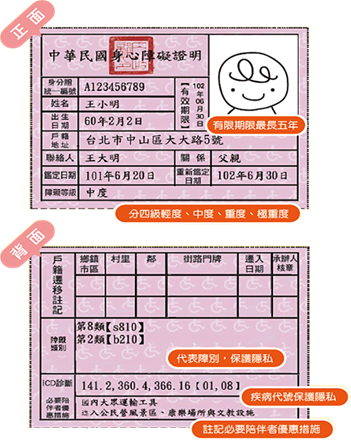 正面
中華民國身心障礙證明
身分證統一編號 A123456789
【有效期限】 102年06月30日
姓名 王小明
出生日期 60年2月2日
有限期限最長五年
戶籍地址 台北市中山區大大路5號
聯絡人 王大明 關係 父親
鑑定日期 101年6月20日 重新鑑定日期 102年6月30日
障礙等級 中度
分四級輕度、中度、重度、極重度
背面
戶籍遷移註記 鄉鎮市區 村里 鄰 街路門牌 遷入日期 承辦人核章
障礙類別 第8類【s810】
第2類【b210】
代表障別，保護隱私
ICD診斷 141.2,360.4,366.16【01,08】
疾病代號保護隱私
必要陪伴者優惠措施 國內大眾運輸工具
進入公民營風景區、康樂場所與文教設施
註記必要陪伴者優惠措施